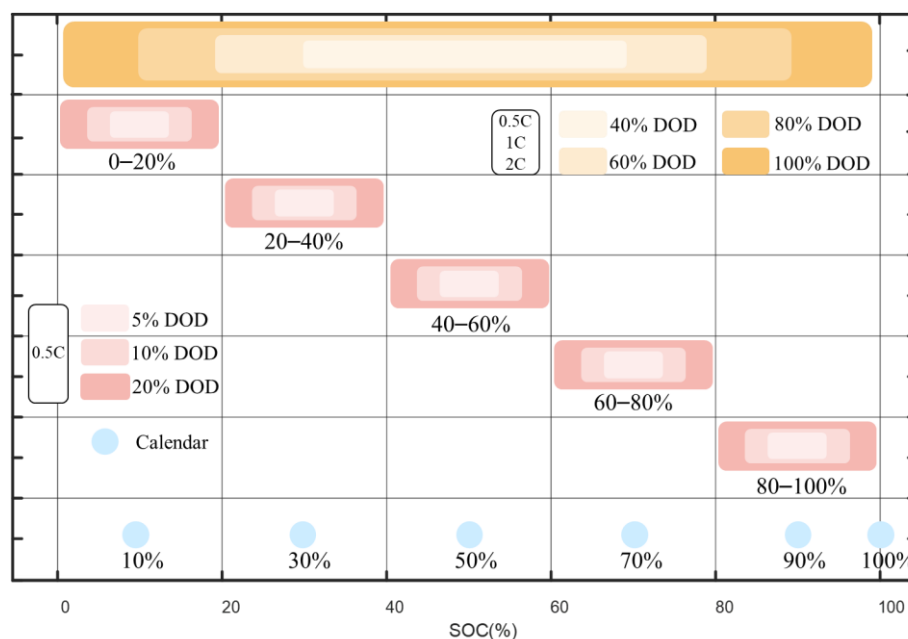 0–20%
0.5C
1C
2C
40% DOD
80% DOD
60% DOD
100% DOD
20–40%
40–60%
0.5C
5% DOD
10% DOD
20% DOD
60–80%
Calendar
80–100%
10%
30%
50%
70%
90%
100%
0
20
40
60
80
100
SOC(%)